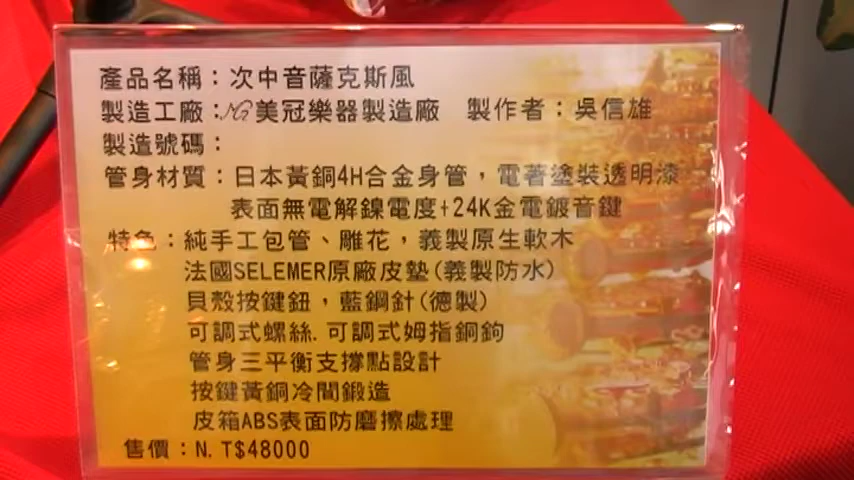 產品名稱：次中音薩克斯風
製造工廠：MG美冠樂器製造廠 製作者：吳信雄
製造號碼：
管身材質：日本黃銅4H合金身管，電著塗裝透明漆
表面無電解鎳電度+24K金電鍍音鍵
特色：純手工包管、雕花，義製原生軟木
法國SELEMER原廠皮墊(義製防水)
貝殼按鍵鈕，藍鋼針(德製)
可調式螺絲.可調式姆指銅鉤
管身三平衡支撐點設計
按鍵黃銅冷間鍛造
皮箱ABS表面防磨擦處理
售價：N.T$48000